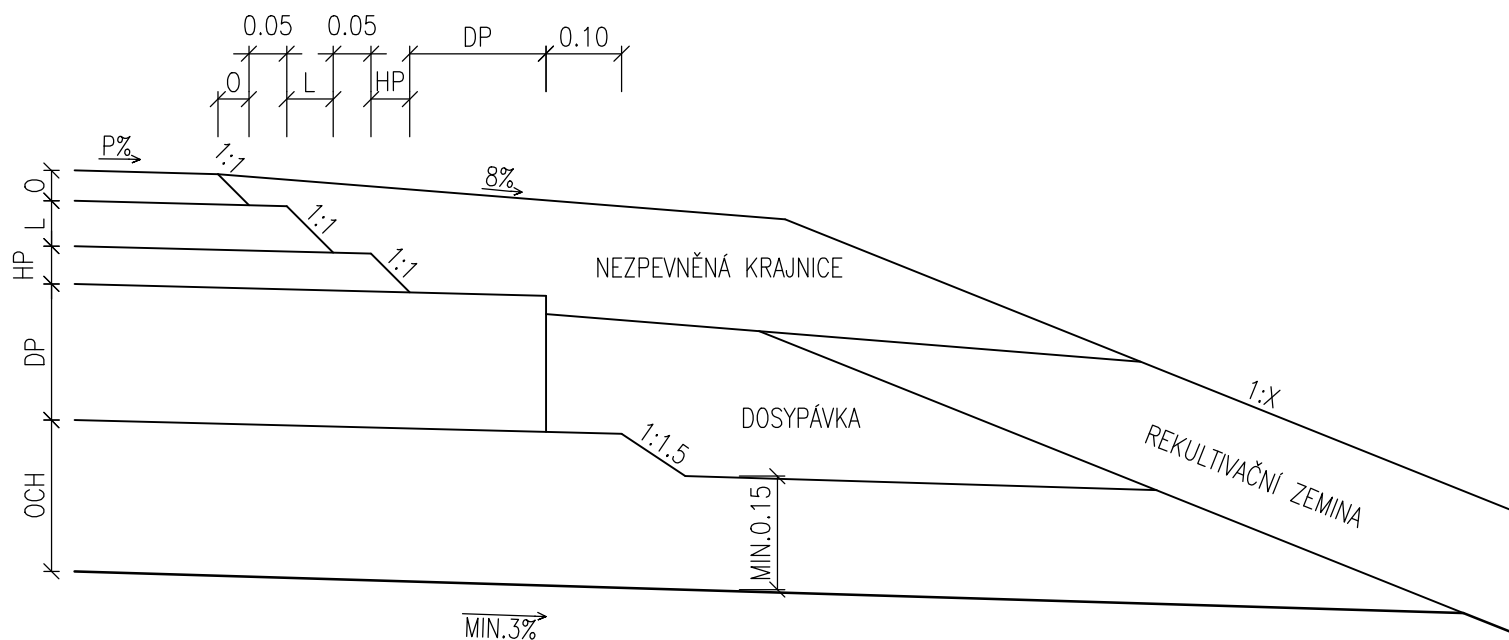 0.05
0.05
DP
0.10
O
L
HP
P%
1:1
8%
O
1:1
L
1:1
HP
NEZPEVNĚNÁ KRAJNICE
DP
1:X
DOSYPÁVKA
1:1.5
REKULTIVAČNÍ ZEMINA
OCH
MIN.0.15
MIN.3%